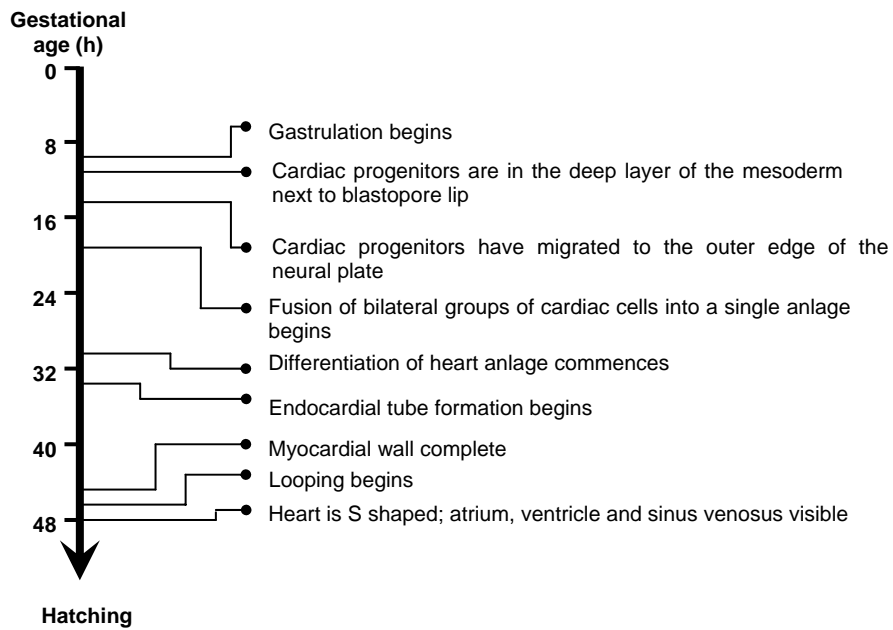 Gestational
age (h)
0
Gastrulation begins
8
Cardiac progenitors are in the deep layer of the mesoderm
next to blastopore lip
16
Cardiac progenitors have migrated to the outer edge of the
neural plate
24
Fusion of bilateral groups of cardiac cells into a single anlage
begins
Differentiation of heart anlage commences
32
Endocardial tube formation begins
40
Myocardial wall complete
Looping begins
Heart is S shaped; atrium, ventricle and sinus venosus visible
48
Hatching